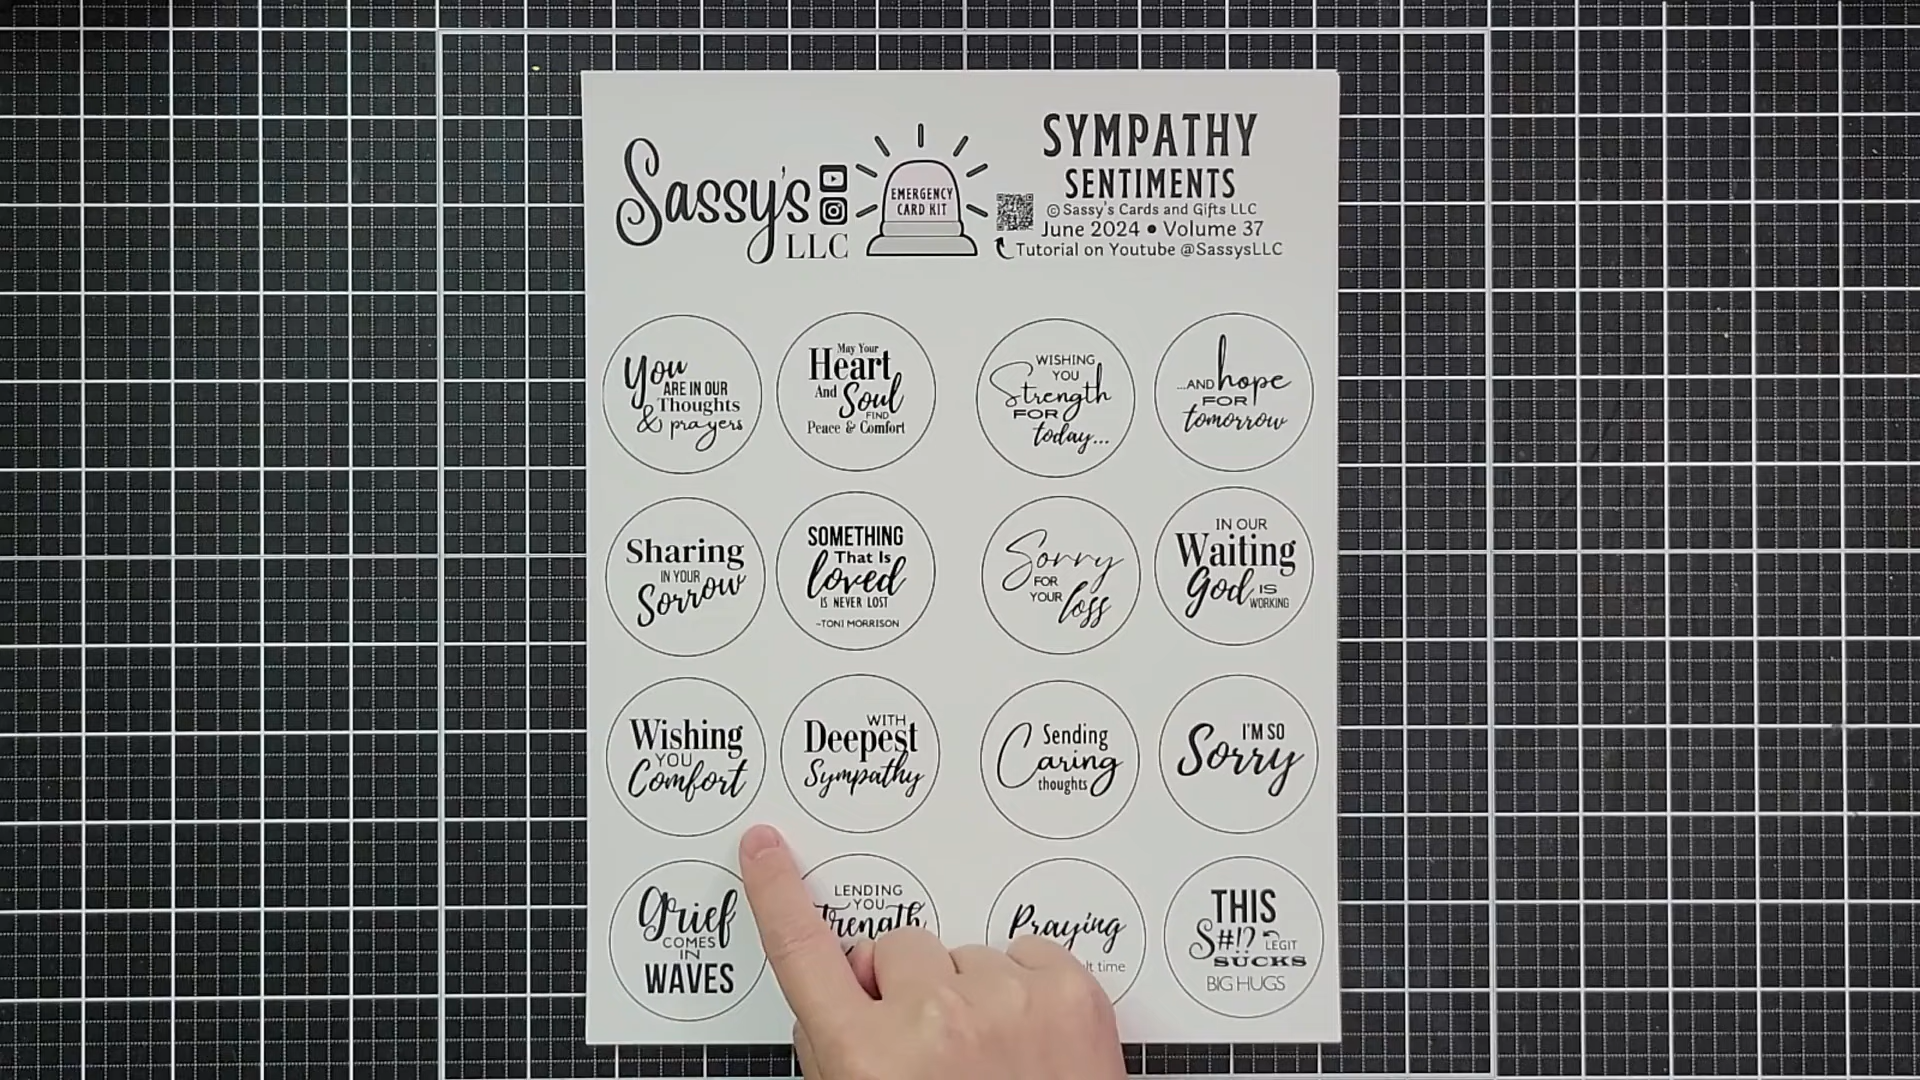 Sassy's
LLC
EMERGENCY
CARD KIT
SYMPATHY
SENTIMENTS
© Sassy's Cards and Gifts LLC
June 2024 • Volume 37
Tutorial on Youtube @SassysLLC
You
ARE IN OUR
Thoughts
& prayers
May Your
Heart
And Soul
FIND
Peace & Comfort
WISHING
YOU
Strength
FOR
today...
...AND hope
FOR
tomorrow
Sharing
IN YOUR
Sorrow
SOMETHING
That Is
loved
IS NEVER LOST
~TONI MORRISON
Sorry
FOR
YOUR loss
IN OUR
Waiting
God IS
WORKING
Wishing
YOU
Comfort
WITH
Deepest
Sympathy
Sending
Caring
thoughts
I'M SO
Sorry
Grief
COMES
IN
WAVES
LENDING
YOU
Praying
time
THIS
S#!? LEGIT
SUCKS
BIG HUGS